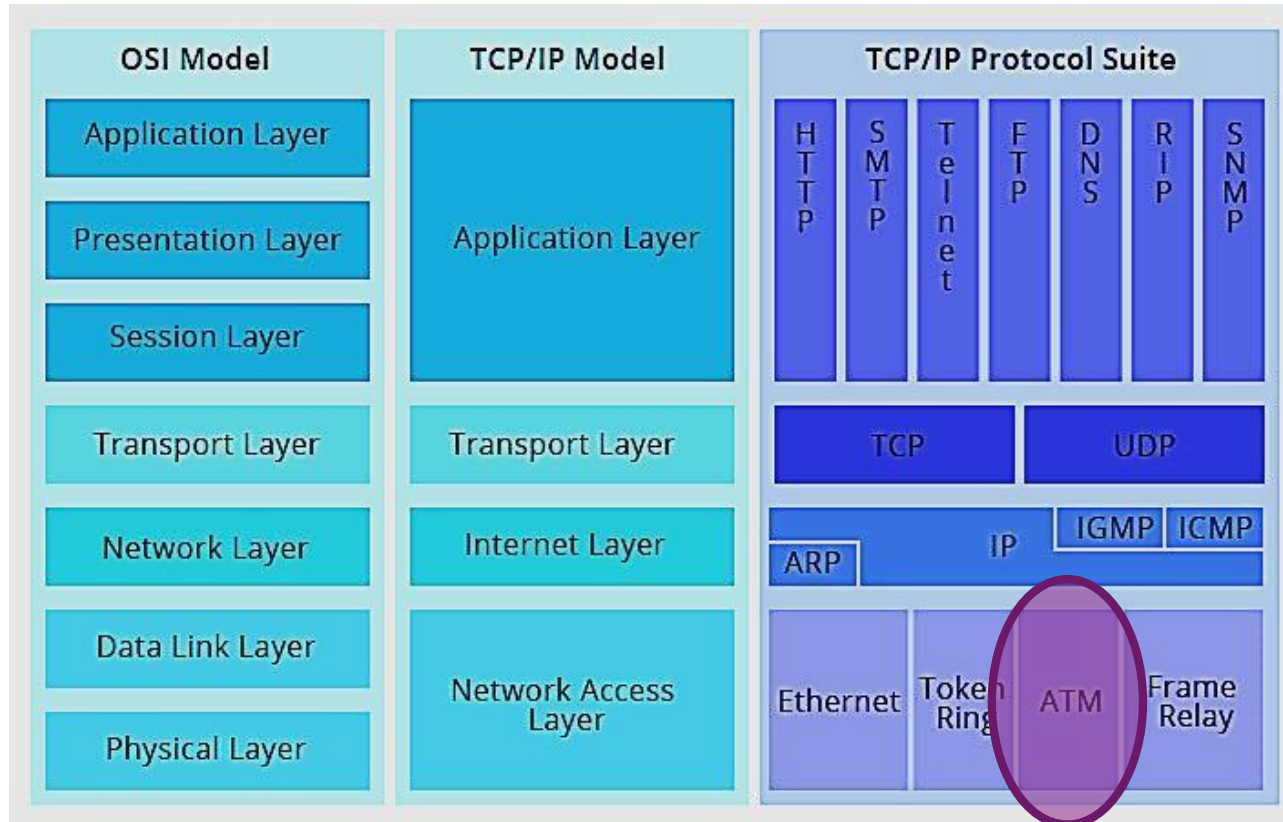 OSI Model
TCP/IP Model
TCP/IP Protocol Suite
Application Layer
Presentation Layer
Session Layer
Transport Layer
Network Layer
Data Link Layer
Physical Layer
Application Layer
Transport Layer
Internet Layer
Network Access
Layer
HTTP
SMTP
Telnet
FTP
DNS
RIP
SNMP
TCP
UDP
IP
IGMP
ICMP
ARP
Ethernet
Token
Ring
ATM
Frame
Relay